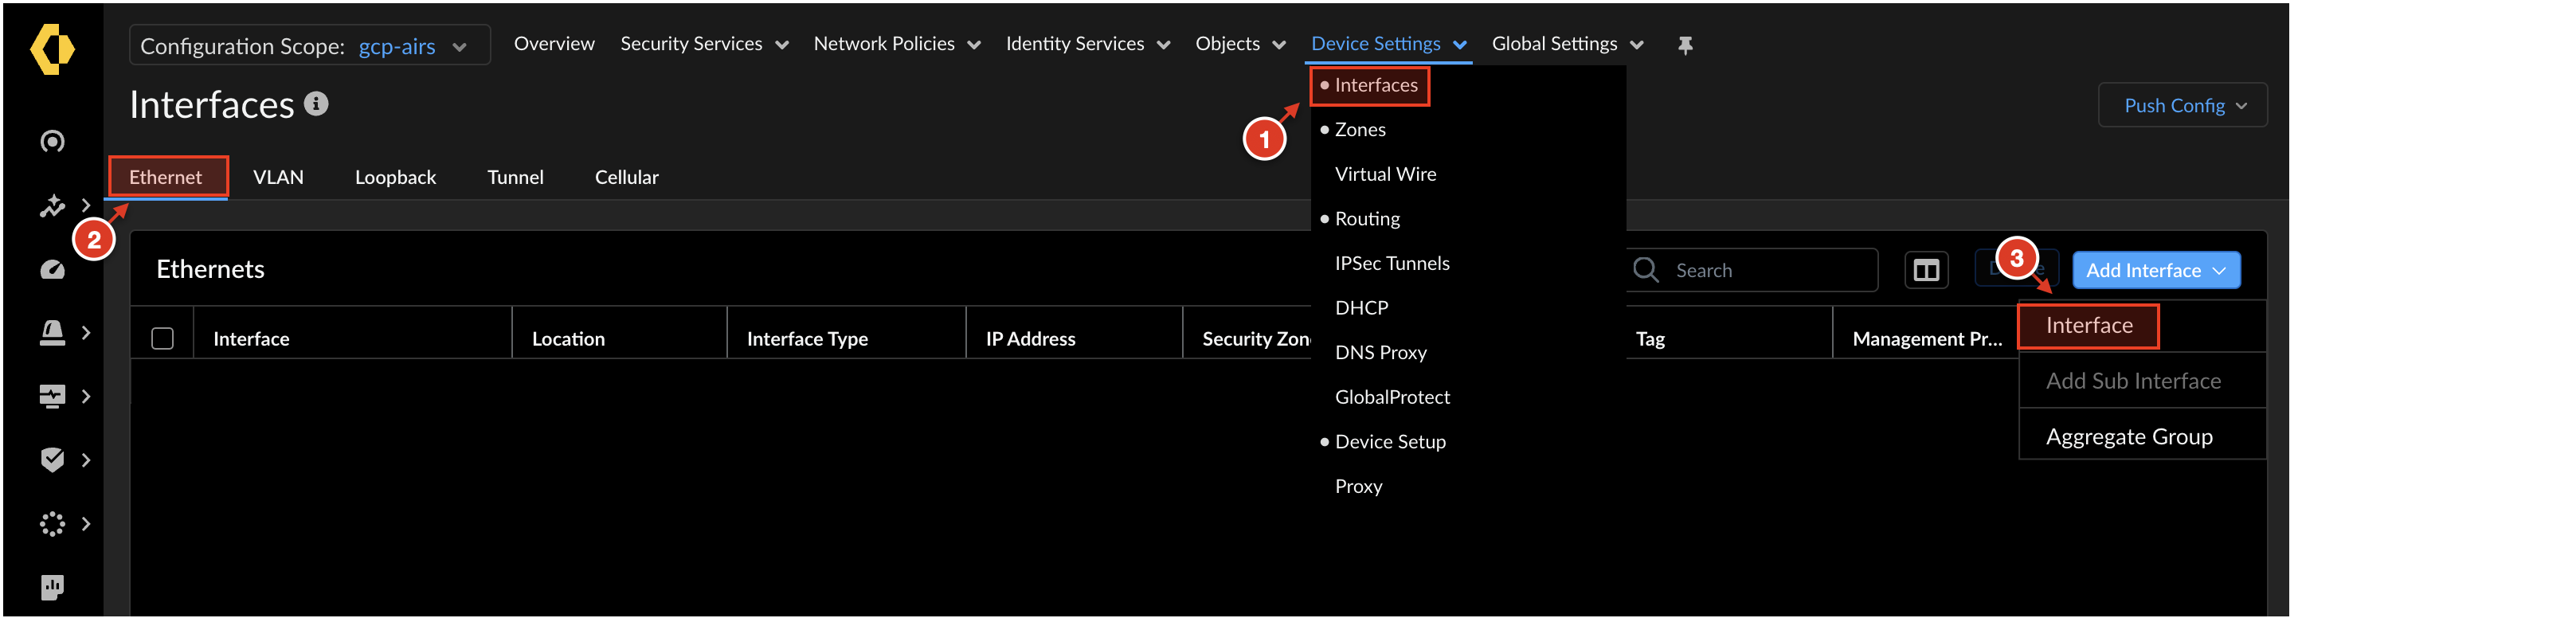 Configuration Scope: gcp-airs
Overview
Security Services
Network Policies
Identity Services
Objects
Device Settings
Global Settings
Interfaces
Push Config
Interfaces
Zones
Virtual Wire
Routing
IPSec Tunnels
DHCP
DNS Proxy
GlobalProtect
Device Setup
Proxy
1
Ethernet
VLAN
Loopback
Tunnel
Cellular
2
Ethernets
Search
3
Add Interface
Interface
Location
Interface Type
IP Address
Security Zon
Tag
Management Pr...
Interface
Add Sub Interface
Aggregate Group